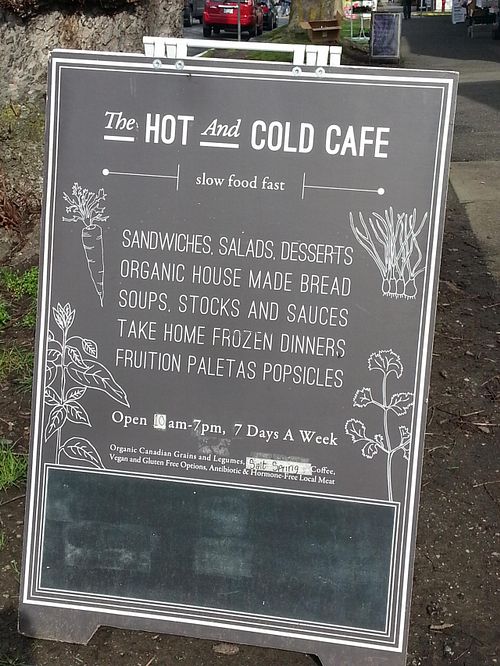 The HOT And COLD CAFE
slow food fast
SANDWICHES, SALADS, DESSERTS
ORGANIC HOUSE MADE BREAD
SOUPS, STOCKS AND SAUCES
TAKE HOME FROZEN DINNERS
FRUITION PALETAS POPSICLES
Open 10am-7pm, 7 Days A Week
Organic Canadian Grains and Legumes, Salt Spring Coffee,
Vegan and Gluten Free Options, Antibiotic & Hormone-Free Local Meat